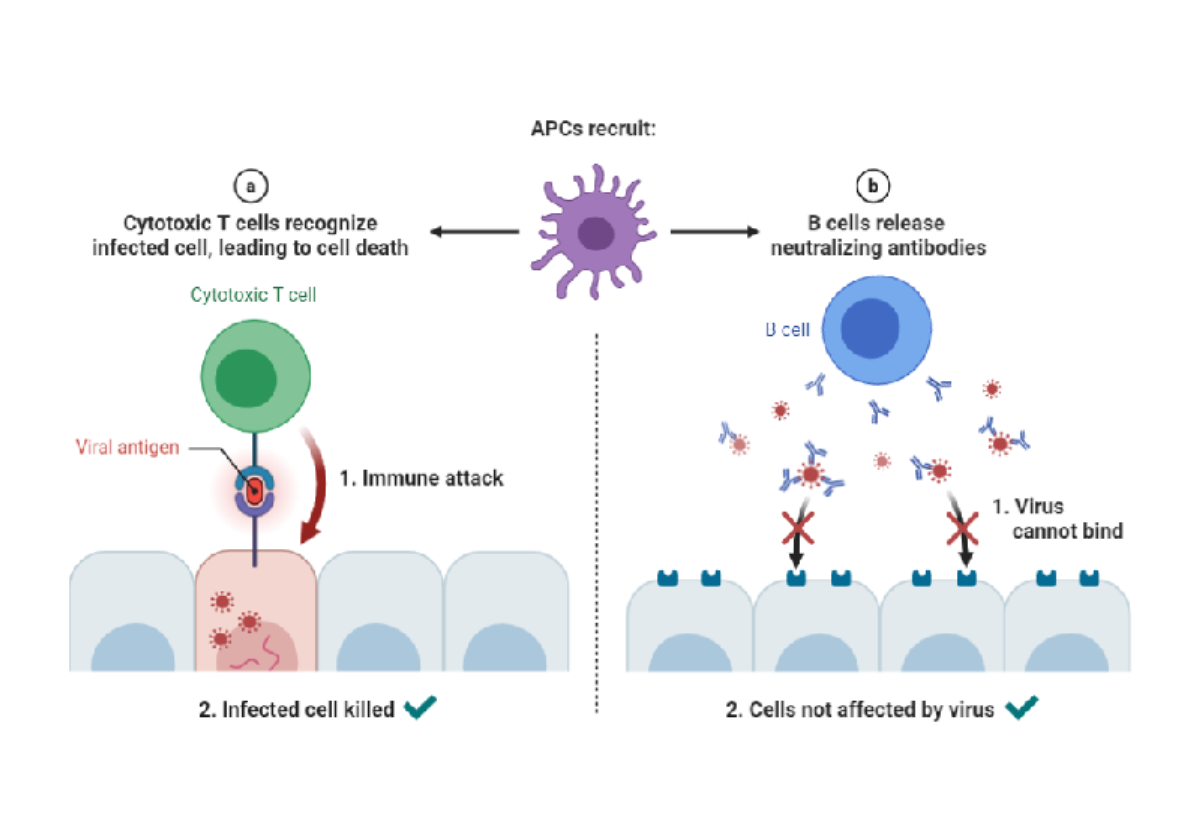 APCs recruit:
a
Cytotoxic T cells recognize
infected cell, leading to cell death
Cytotoxic T cell
Viral antigen
1. Immune attack
2. Infected cell killed
b
B cells release
neutralizing antibodies
B cell
1. Virus
cannot bind
2. Cells not affected by virus